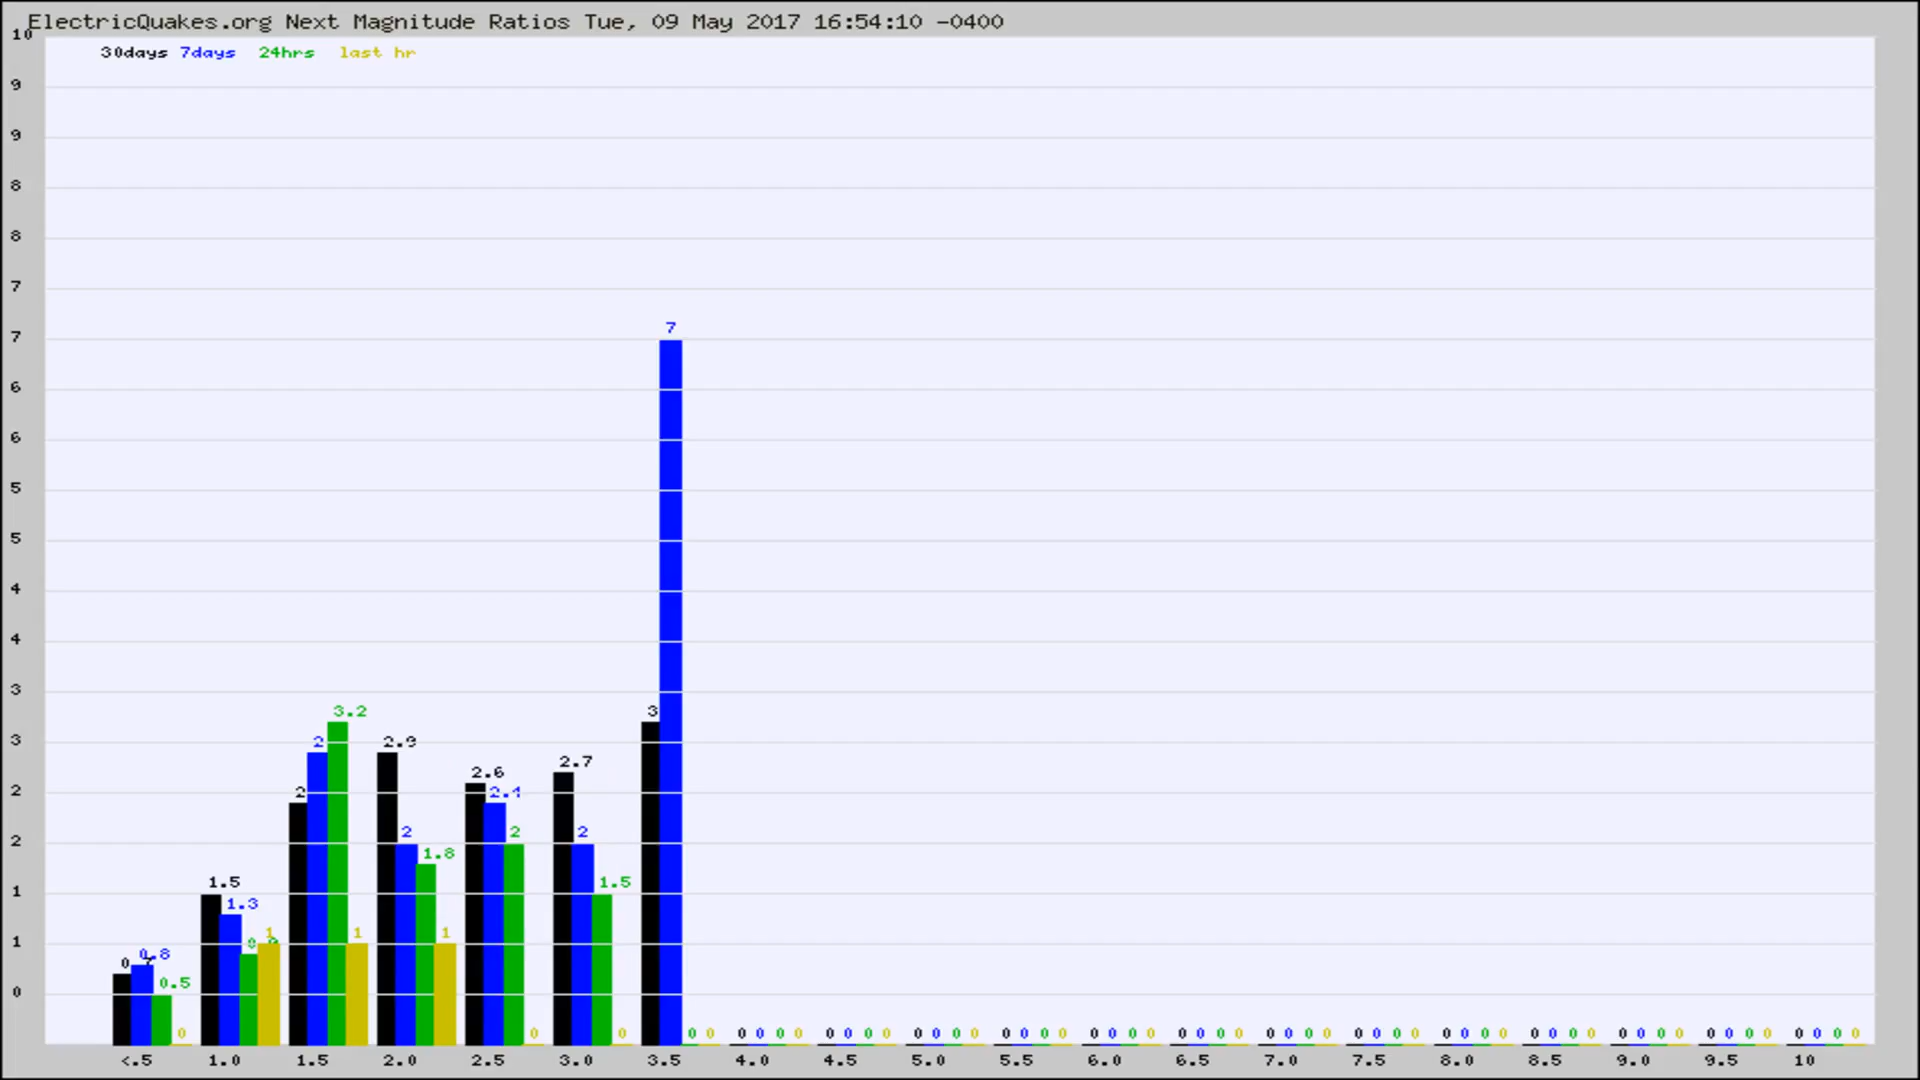 ElectricQuakes.org Next Magnitude Ratios Tue, 09 May 2017 16:54:10 -0400
10
30days 7days 24hrs last hr
9
9
8
8
7
7
7
6
6
5
5
4
4
3
3 3.2
3 2 2.9
2.7
2.6
2 2 2.4
2 2 2 2
1.8
1 1.5 1.5
1.3
1 1 1 1
0.8
0.5
0
0 0 0 0 0 0 0 0 0 0 0 0 0 0 0 0 0 0 0 0 0 0 0 0 0 0 0 0 0 0 0 0 0 0 0 0 0 0 0 0 0 0 0 0 0 0 0 0 0 0 0 0 0 0 0 0 0
<.5 1.0 1.5 2.0 2.5 3.0 3.5 4.0 4.5 5.0 5.5 6.0 6.5 7.0 7.5 8.0 8.5 9.0 9.5 10